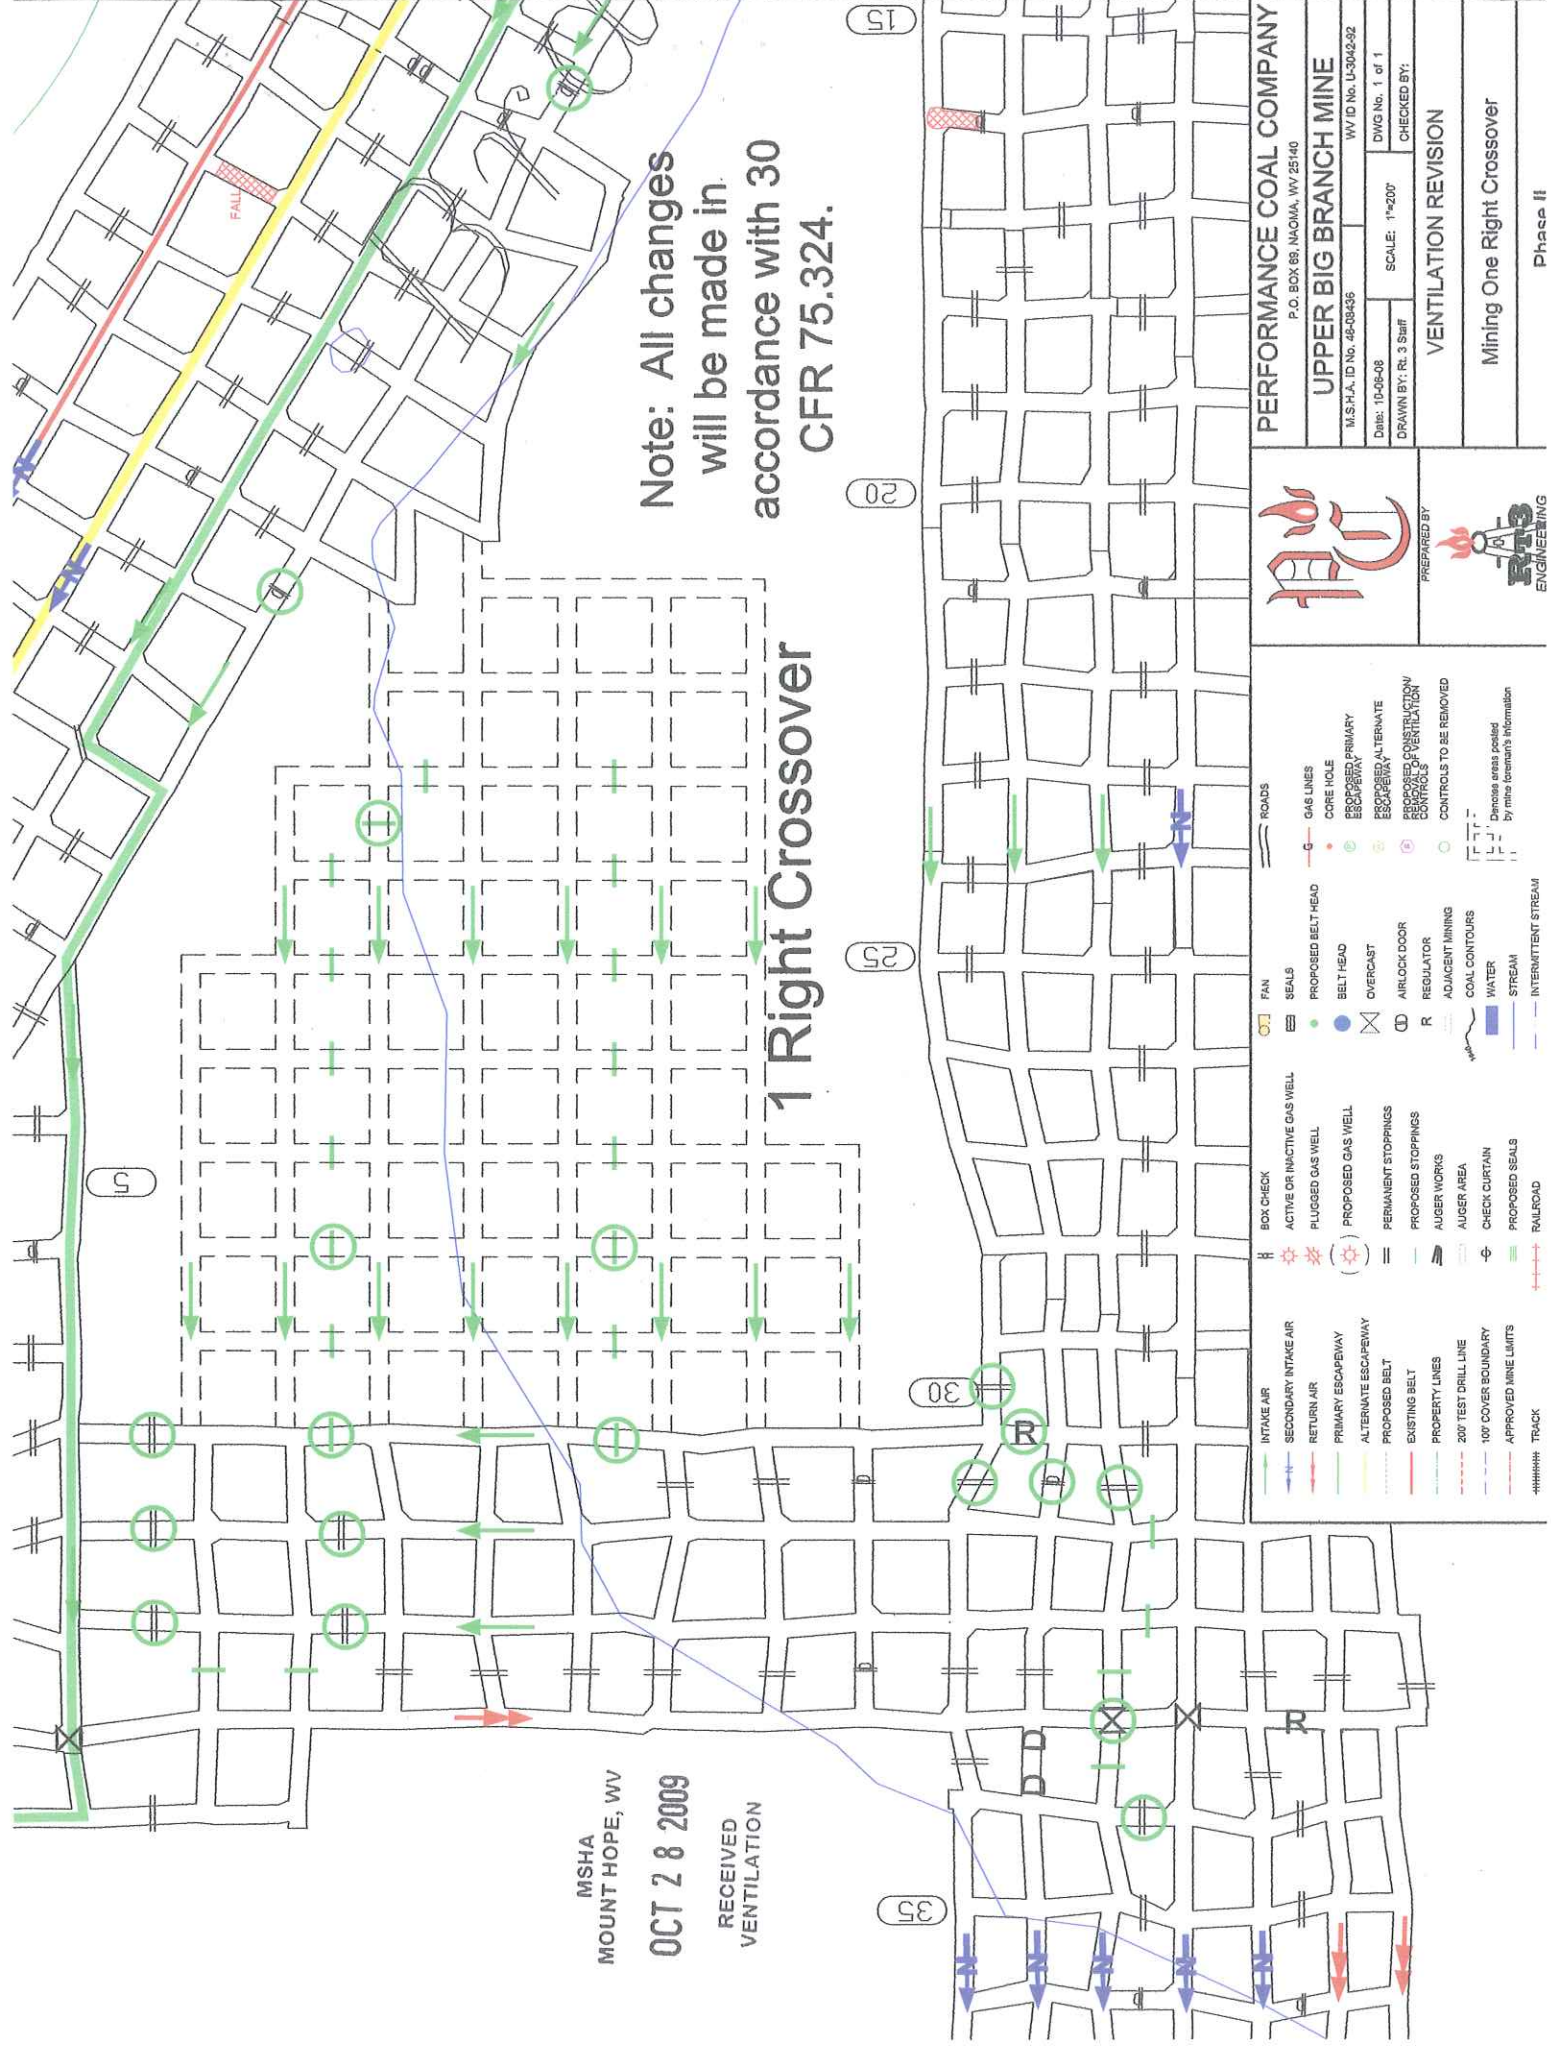 Note: All changes
will be made in
accordance with 30
CFR 75.324.
1 Right Crossover
FALL
5
15
20
25
30
35
R
D
D
D
R
N
MSHA
MOUNT HOPE, WV
OCT 28 2009
RECEIVED
VENTILATION
INTAKE AIR
SECONDARY INTAKE AIR
RETURN AIR
PRIMARY ESCAPEWAY
ALTERNATE ESCAPEWAY
PROPOSED BELT
EXISTING BELT
PROPERTY LINES
200' TEST DRILL LINE
100' COVER BOUNDARY
APPROVED MINE LIMITS
TRACK
BOX CHECK
ACTIVE OR INACTIVE GAS WELL
PLUGGED GAS WELL
PROPOSED GAS WELL
PERMANENT STOPPINGS
PROPOSED STOPPINGS
AUGER WORKS
AUGER AREA
CHECK CURTAIN
PROPOSED SEALS
RAILROAD
FAN
SEALS
PROPOSED BELT HEAD
BELT HEAD
OVERCAST
AIRLOCK DOOR
R REGULATOR
ADJACENT MINING
COAL CONTOURS
WATER
STREAM
INTERMITTENT STREAM
ROADS
G GAS LINES
CORE HOLE
PROPOSED PRIMARY
ESCAPEWAY
PROPOSED ALTERNATE
ESCAPEWAY
PROPOSED CONSTRUCTION/
REMOVAL OF VENTILATION
CONTROLS
CONTROLS TO BE REMOVED
Denotes areas posted
by mine foreman's information
PREPARED BY
RT3
ENGINEERING
PERFORMANCE COAL COMPANY
P.O. BOX 69, NAOMA, WV 25140
UPPER BIG BRANCH MINE
M.S.H.A. ID No. 46-08436
WV ID No. U-3042-92
Date: 10-06-08
SCALE: 1"=200'
DWG No. 1 of 1
DRAWN BY: Rt. 3 Staff
CHECKED BY:
VENTILATION REVISION
Mining One Right Crossover
Phase II